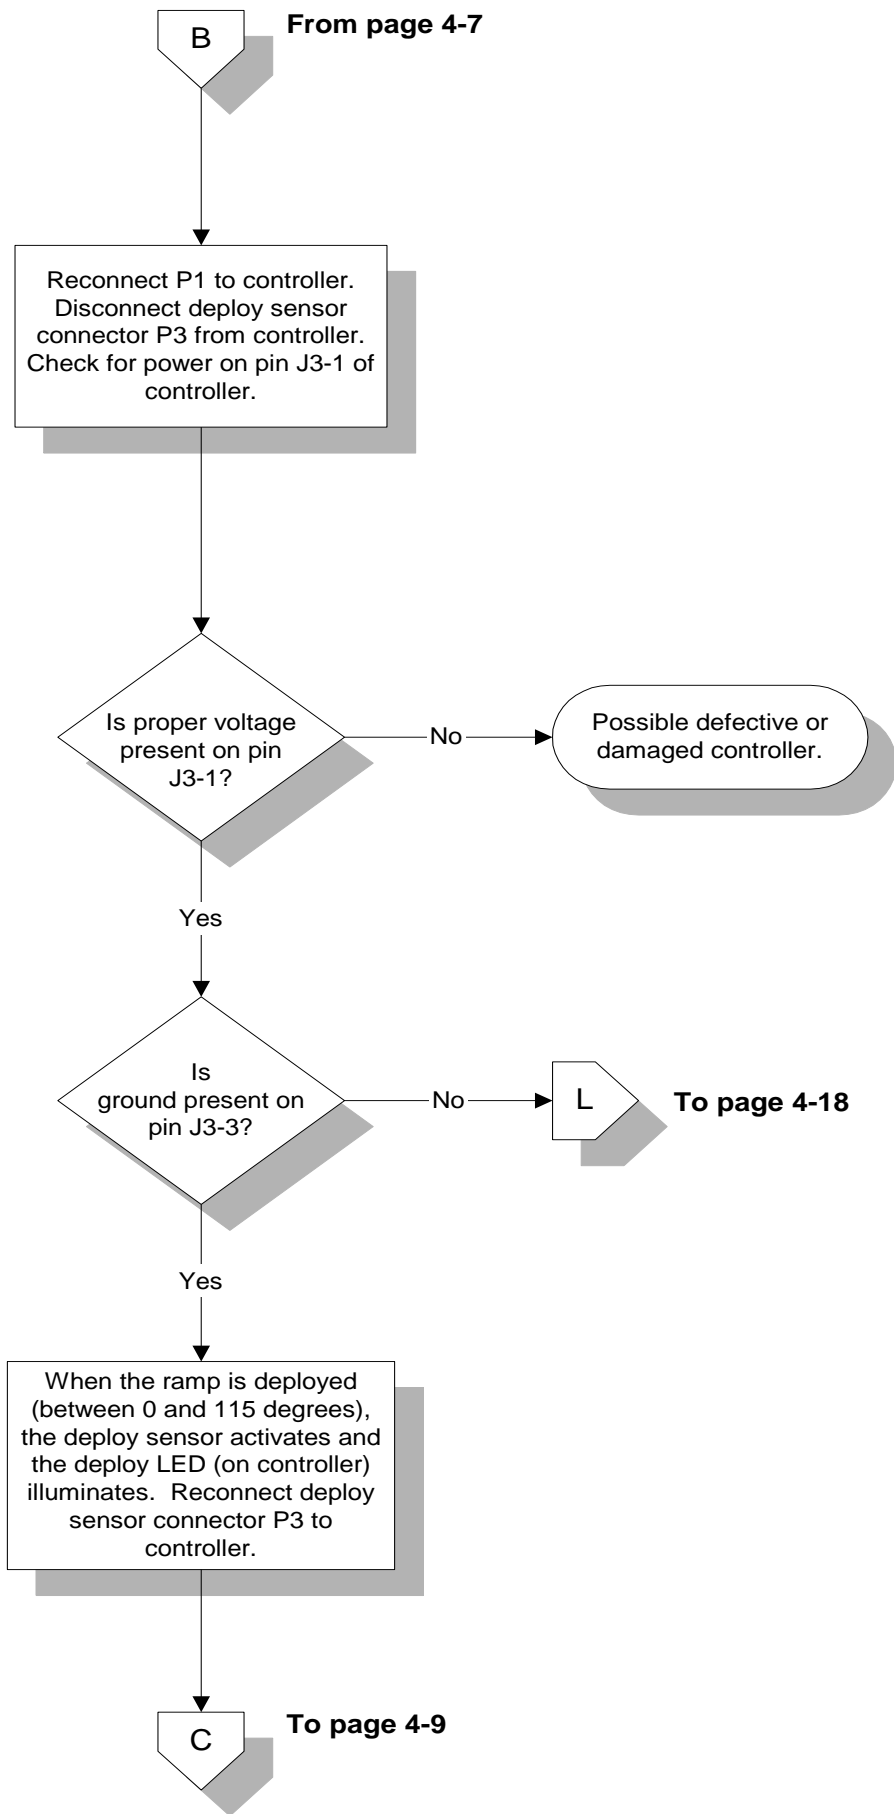 B
From page 4-7
Reconnect P1 to controller.
Disconnect deploy sensor
connector P3 from controller.
Check for power on pin J3-1 of
controller.
Is proper voltage
present on pin
J3-1?
No
Possible defective or
damaged controller.
Yes
Is
ground present on
pin J3-3?
No
L
To page 4-18
Yes
When the ramp is deployed
(between 0 and 115 degrees),
the deploy sensor activates and
the deploy LED (on controller)
illuminates.  Reconnect deploy
sensor connector P3 to
controller.
C
To page 4-9